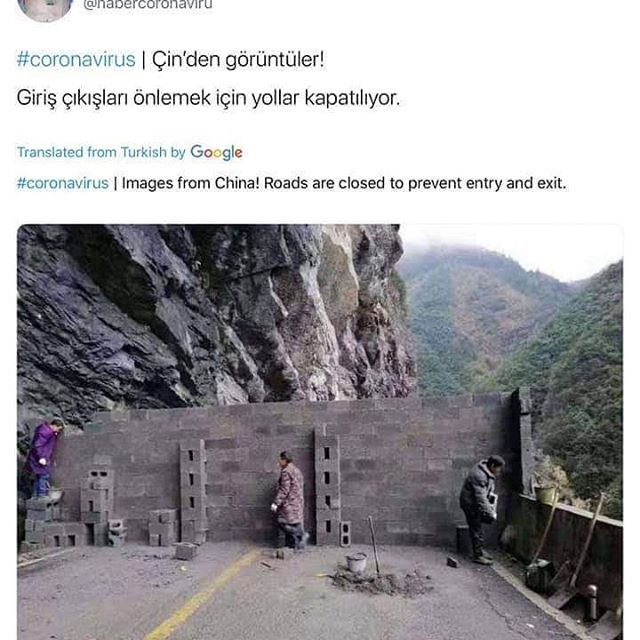 @habercoronaviru
#coronavirus | Çin'den görüntüler!
Giriş çıkışları önlemek için yollar kapatılıyor.
Translated from Turkish by Google
#coronavirus | Images from China! Roads are closed to prevent entry and exit.